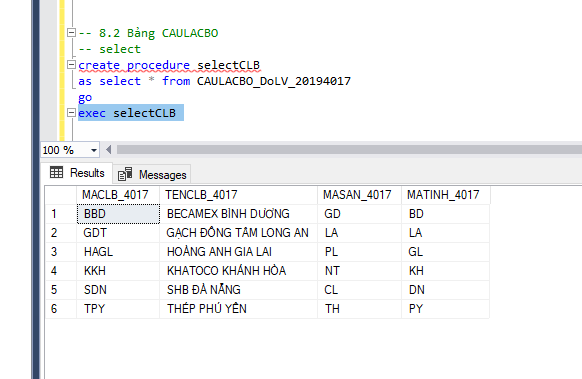 -- 8.2 Bảng CAULACBO
-- select
create procedure selectCLB
as select * from CAULACBO_DoLV_20194017
go
exec selectCLB
100 %
Results Messages
MACLB_4017 TENCLB_4017 MASAN_4017 MATINH_4017
1 BBD BECAMEX BÌNH DƯƠNG GD BD
2 GDT GẠCH ĐỒNG TÂM LONG AN LA LA
3 HAGL HOÀNG ANH GIA LAI PL GL
4 KKH KHATOCO KHÁNH HÒA NT KH
5 SDN SHB ĐÀ NẴNG CL DN
6 TPY THÉP PHÚ YÊN TH PY